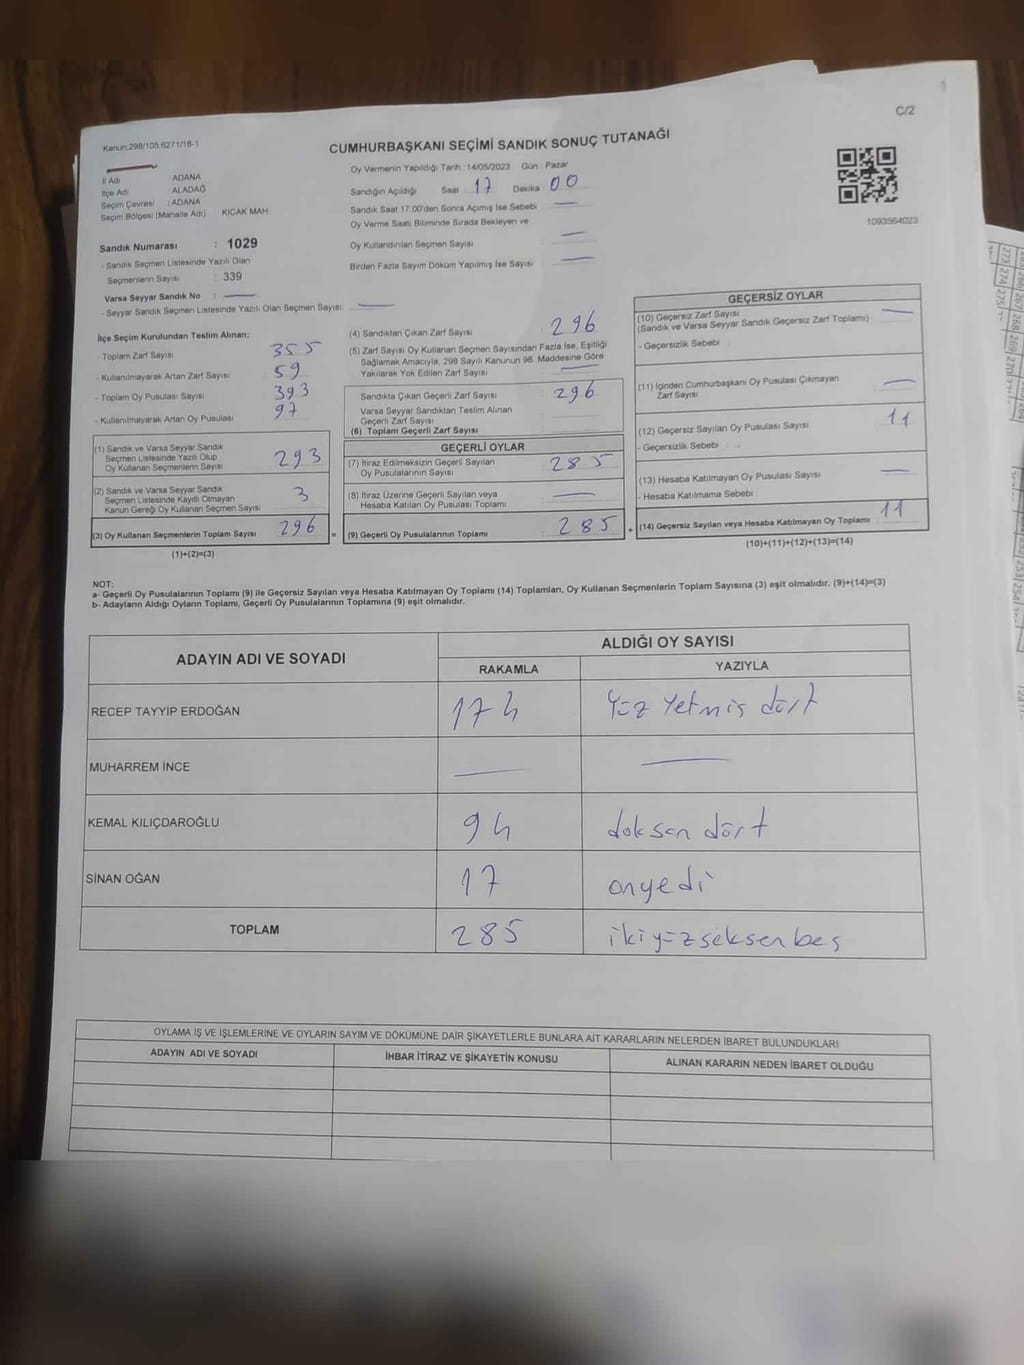 C/2
Kanun:298/105,6271/18-1
CUMHURBAŞKANI SEÇİMİ SANDIK SONUÇ TUTANAĞI
İl Adı : ADANA
İlçe Adı : ALADAĞ
Seçim Çevresi : ADANA
Seçim Bölgesi (Mahalle Adı) KICAK MAH
Sandık Numarası : 1029
- Sandık Seçmen Listesinde Yazılı Olan
Seçmenlerin Sayısı : 339
Varsa Seyyar Sandık No :
- Seyyar Sandık Seçmen Listesinde Yazılı Olan Seçmen Sayısı:
Oy Vermenin Yapıldığı Tarih :14/05/2023 Gün : Pazar
Sandığın Açıldığı Saat 17 Dakika 00
Sandık Saat 17:00'den Sonra Açımış İse Sebebi
Oy Verme Saati Bitiminde Sırada Bekleyen ve
Oy Kullandırılan Seçmen Sayısı
Birden Fazla Sayım Döküm Yapılmış İse Sayısı
1093564023
İlçe Seçim Kurulundan Teslim Alınan;
- Toplam Zarf Sayısı 355
- Kullanılmayarak Artan Zarf Sayısı 59
- Toplam Oy Pusulası Sayısı 393
- Kullanılmayarak Artan Oy Pusulası 97
(1) Sandık ve Varsa Seyyar Sandık
Seçmen Listesinde Yazılı Olup
Oy Kullanan Seçmenlerin Sayısı 293
(2) Sandık ve Varsa Seyyar Sandık
Seçmen Listesinde Kayıtlı Olmayan
Kanun Gereği Oy Kullanan Seçmen Sayısı 3
(3) Oy Kullanan Seçmenlerin Toplam Sayısı 296 =
(1)+(2)=(3)
(4) Sandıktan Çıkan Zarf Sayısı 296
(5) Zarf Sayısı Oy Kullanan Seçmen Sayısından Fazla İse, Eşitliği
Sağlamak Amacıyla, 298 Sayılı Kanunun 98. Maddesine Göre
Yakılarak Yok Edilen Zarf Sayısı
Sandıkta Çıkan Geçerli Zarf Sayısı 296
Varsa Seyyar Sandıktan Teslim Alınan
Geçerli Zarf Sayısı
(6) Toplam Geçerli Zarf Sayısı
GEÇERLİ OYLAR
(7) İtiraz Edilmeksizin Geçerli Sayılan
Oy Pusulalarının Sayısı 285
(8) İtiraz Üzerine Geçerli Sayılan veya
Hesaba Katılan Oy Pusulası Toplamı
(9) Geçerli Oy Pusulalarının Toplamı 285 +
GEÇERSİZ OYLAR
(10) Geçersiz Zarf Sayısı
(Sandık ve Varsa Seyyar Sandık Geçersiz Zarf Toplamı)
- Geçersizlik Sebebi :
(11) İçinden Cumhurbaşkanı Oy Pusulası Çıkmayan
Zarf Sayısı
(12) Geçersiz Sayılan Oy Pusulası Sayısı 11
- Geçersizlik Sebebi :
(13) Hesaba Katılmayan Oy Pusulası Sayısı
- Hesaba Katılmama Sebebi
(14) Geçersiz Sayılan veya Hesaba Katılmayan Oy Toplamı 11
(10)+(11)+(12)+(13)=(14)
NOT:
a- Geçerli Oy Pusulalarının Toplamı (9) ile Geçersiz Sayılan veya Hesaba Katılmayan Oy Toplamı (14) Toplamları, Oy Kullanan Seçmenlerin Toplam Sayısına (3) eşit olmalıdır. (9)+(14)=(3)
b- Adayların Aldığı Oyların Toplamı, Geçerli Oy Pusulalarının Toplamına (9) eşit olmalıdır.
ADAYIN ADI VE SOYADI ALDIĞI OY SAYISI
RAKAMLA YAZIYLA
RECEP TAYYİP ERDOĞAN 174 Yüz Yetmiş dört
MUHARREM İNCE
KEMAL KILIÇDAROĞLU 94 doksan dört
SİNAN OĞAN 17 onyedi
TOPLAM 285 ikiyüzseksenbeş
OYLAMA İŞ VE İŞLEMLERİNE VE OYLARIN SAYIM VE DÖKÜMÜNE DAİR ŞİKAYETLERLE BUNLARA AİT KARARLARIN NELERDEN İBARET BULUNDUKLARI
ADAYIN ADI VE SOYADI İHBAR İTİRAZ VE ŞİKAYETİN KONUSU ALINAN KARARIN NEDEN İBARET OLDUĞU